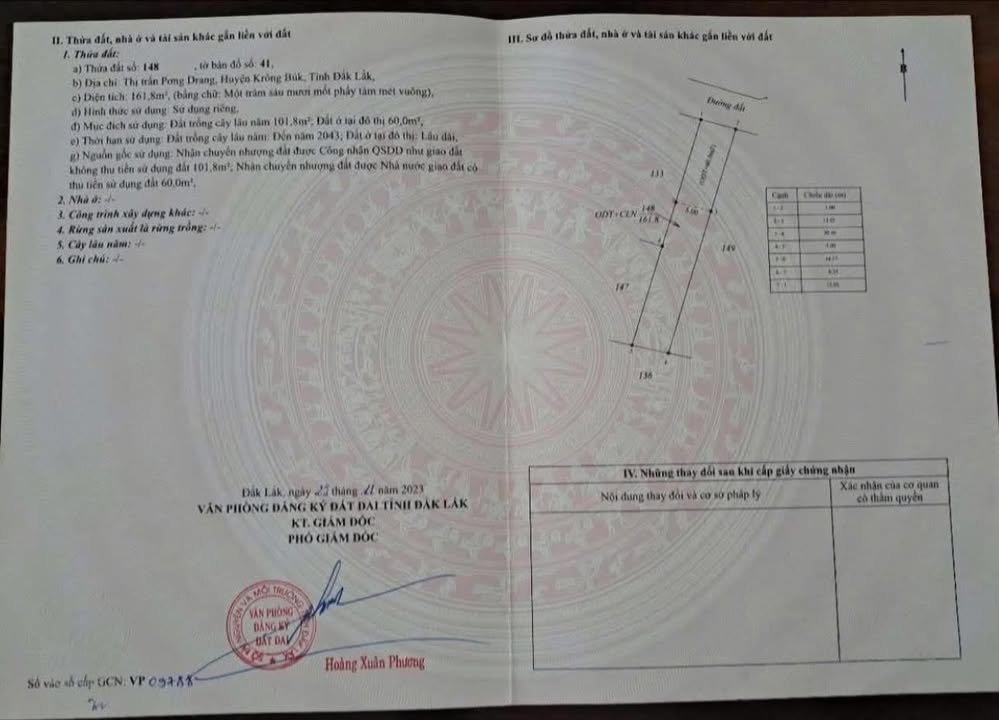 II. Thửa đất, nhà ở và tài sản khác gắn liền với đất
1. Thửa đất:
a) Thửa đất số: 148 , tờ bản đồ số: 41,
b) Địa chỉ: Thị trấn Pơng Drang, Huyện Krông Búk, Tỉnh Đắk Lắk,
c) Diện tích: 161,8m², (bằng chữ: Một trăm sáu mươi mốt phẩy tám mét vuông),
d) Hình thức sử dụng: Sử dụng riêng,
đ) Mục đích sử dụng: Đất trồng cây lâu năm 101,8m²; Đất ở tại đô thị 60,0m²,
e) Thời hạn sử dụng: Đất trồng cây lâu năm: Đến năm 2043; Đất ở tại đô thị: Lâu dài,
g) Nguồn gốc sử dụng: Nhận chuyển nhượng đất được Công nhận QSDĐ như giao đất
không thu tiền sử dụng đất 101,8m²; Nhận chuyển nhượng đất được Nhà nước giao đất có
thu tiền sử dụng đất 60,0m².
2. Nhà ở: -/-
3. Công trình xây dựng khác: -/-
4. Rừng sản xuất là rừng trồng: -/-
5. Cây lâu năm: -/-
6. Ghi chú: -/-
Đắk Lắk, ngày 23 tháng 11 năm 2023
VĂN PHÒNG ĐĂNG KÝ ĐẤT ĐAI TỈNH ĐẮK LẮK
KT. GIÁM ĐỐC
PHÓ GIÁM ĐỐC
VĂN PHÒNG
ĐĂNG KÝ
ĐẤT ĐAI
Hoàng Xuân Phương
Số vào sổ cấp GCN: VP 09788
III. Sơ đồ thửa đất, nhà ở và tài sản khác gắn liền với đất
B
Đường đất
133
ODT+CLN 148
161.8
5.00
149
147
136
Cạnh Chiều dài (m)
IV. Những thay đổi sau khi cấp giấy chứng nhận
Nội dung thay đổi và cơ sở pháp lý
Xác nhận của cơ quan
có thẩm quyền